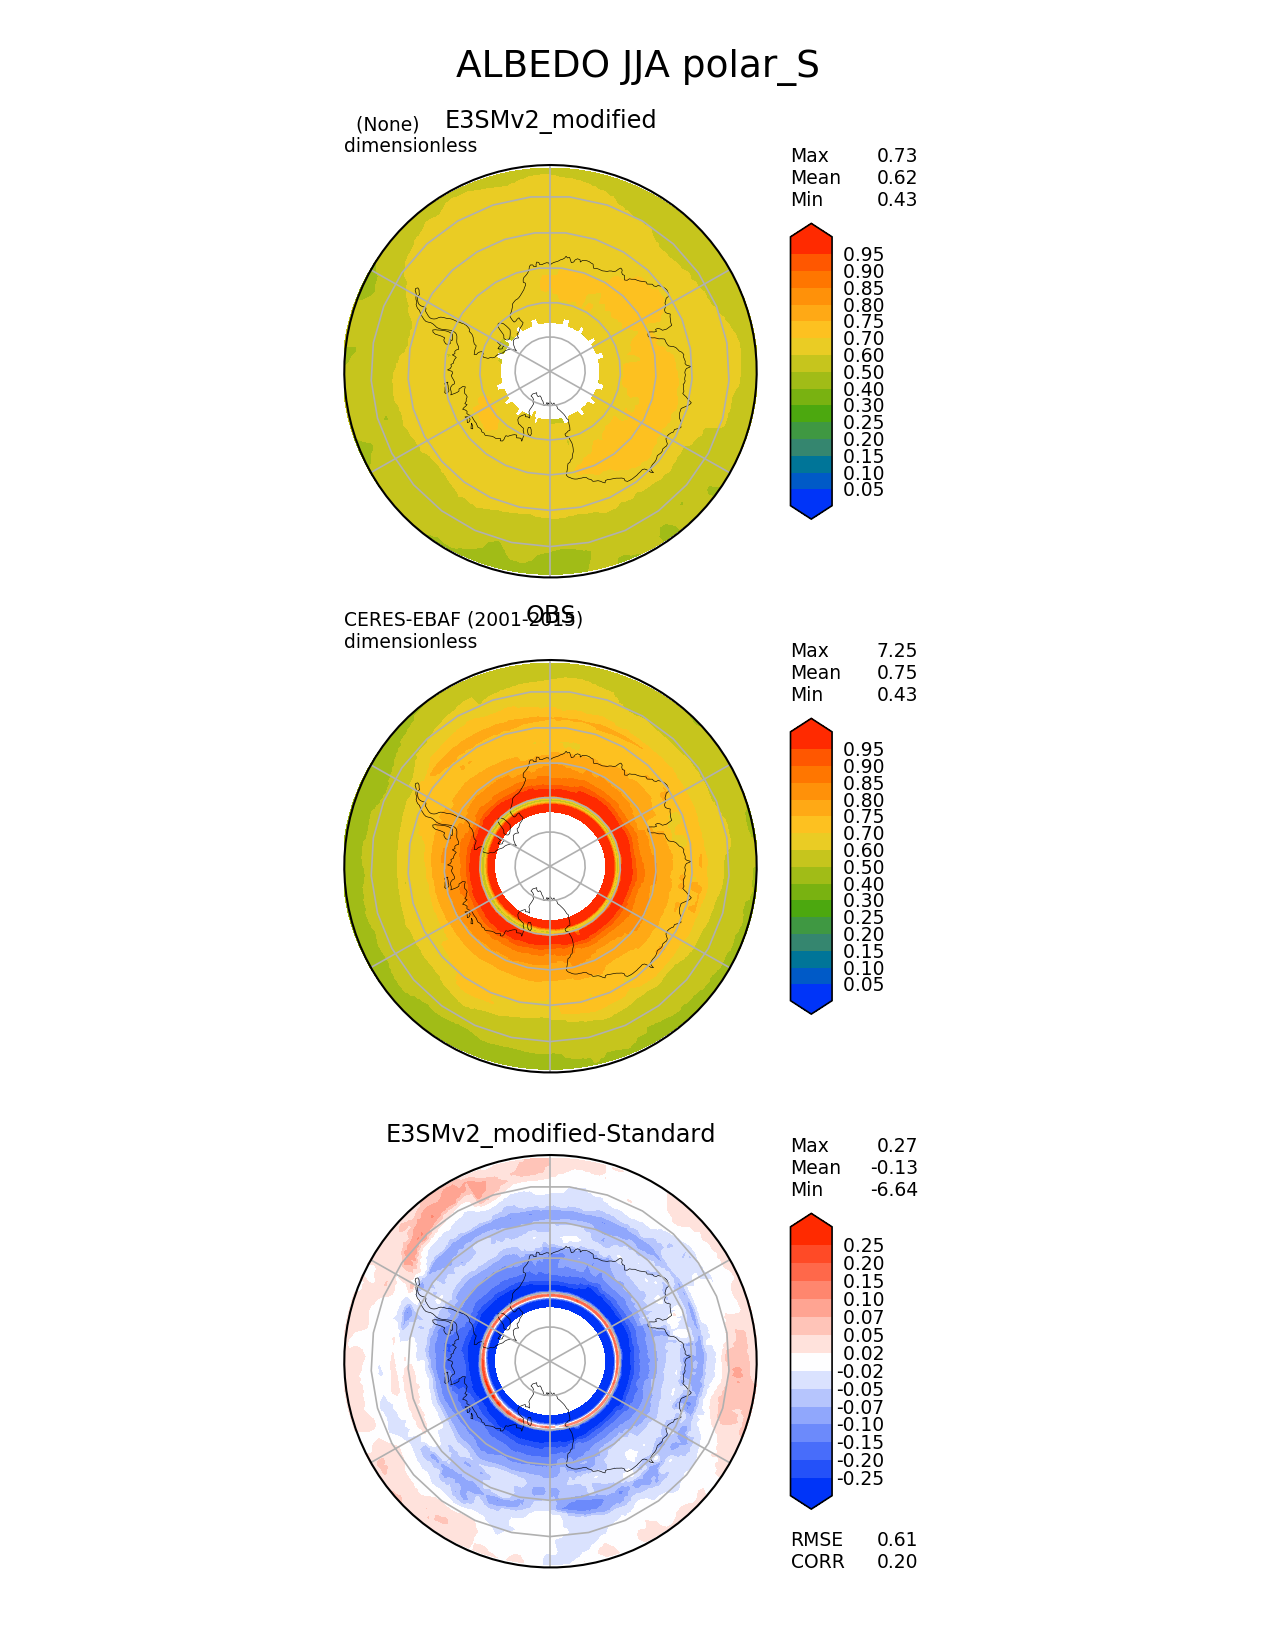 ALBEDO JJA polar_S
E3SMv2_modified
(None)
dimensionless
Max 0.73
Mean 0.62
Min 0.43
0.95
0.90
0.85
0.80
0.75
0.70
0.60
0.50
0.40
0.30
0.25
0.20
0.15
0.10
0.05
OBS
CERES-EBAF (2001-2015)
dimensionless
Max 7.25
Mean 0.75
Min 0.43
0.95
0.90
0.85
0.80
0.75
0.70
0.60
0.50
0.40
0.30
0.25
0.20
0.15
0.10
0.05
E3SMv2_modified-Standard
Max 0.27
Mean -0.13
Min -6.64
0.25
0.20
0.15
0.10
0.07
0.05
0.02
-0.02
-0.05
-0.07
-0.10
-0.15
-0.20
-0.25
RMSE 0.61
CORR 0.20